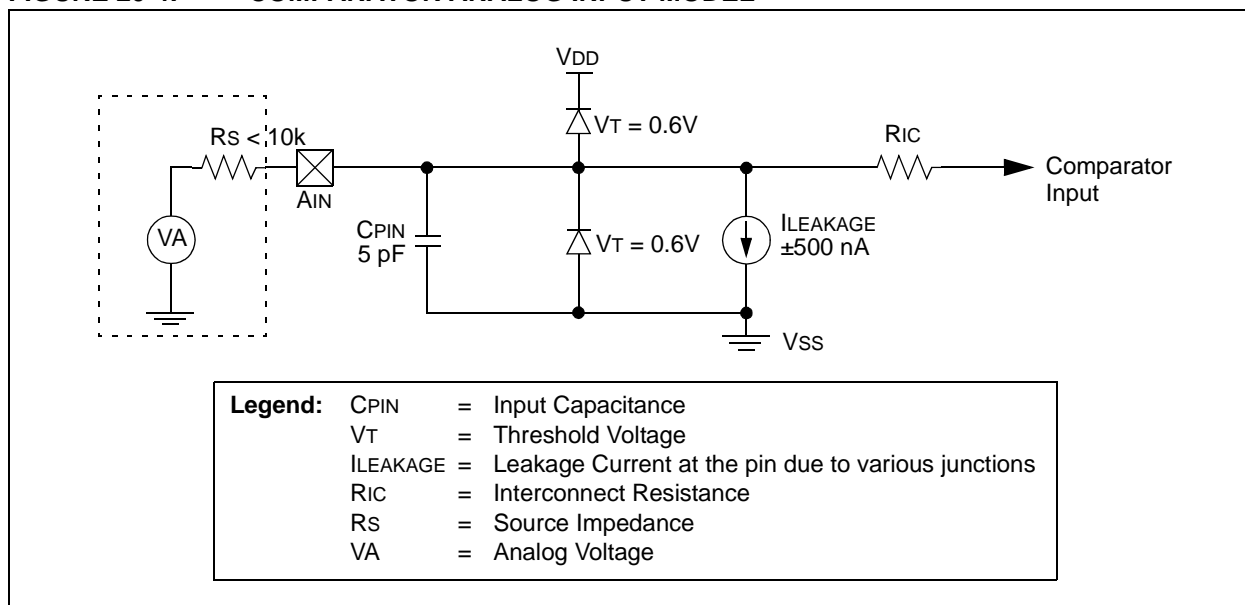 VDD
VT = 0.6V
RS < 10k
RIC
AIN
Comparator
Input
VA
CPIN
5 pF
VT = 0.6V
ILEAKAGE
±500 nA
VSS
Legend: CPIN = Input Capacitance
VT = Threshold Voltage
ILEAKAGE = Leakage Current at the pin due to various junctions
RIC = Interconnect Resistance
RS = Source Impedance
VA = Analog Voltage